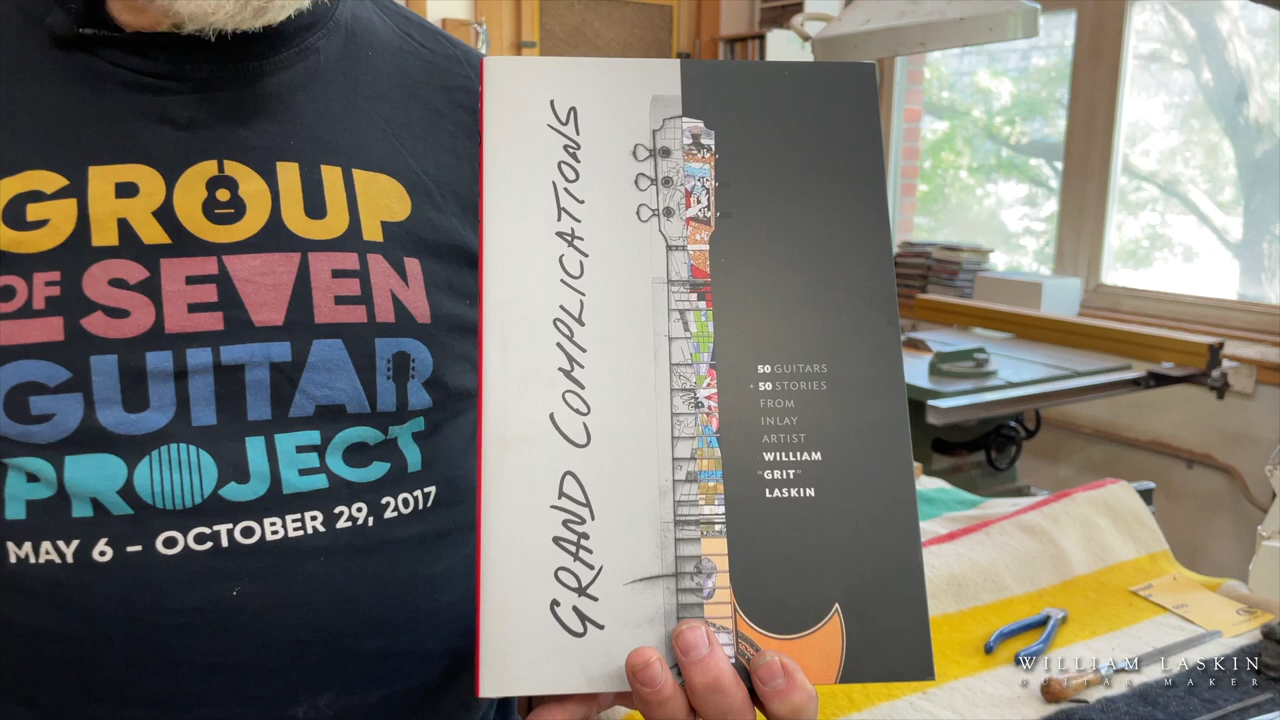 GROUP
OF SEVEN
GUITAR
PROJECT
MAY 6 – OCTOBER 29, 2017
GRAND COMPLICATIONS
50 GUITARS
+ 50 STORIES
FROM
INLAY
ARTIST
WILLIAM
“GRIT”
LASKIN
WILLIAM LASKIN
GUITAR MAKER